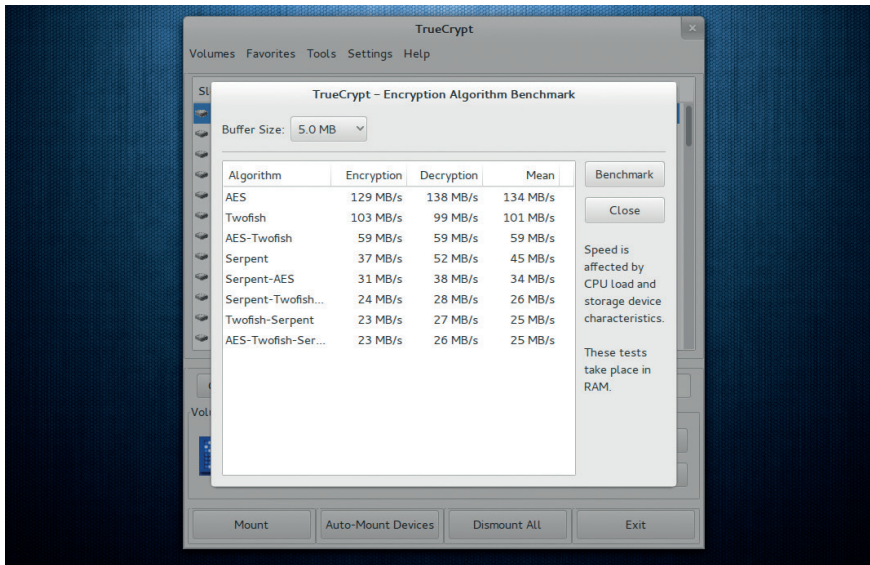 TrueCrypt
Volumes Favorites Tools Settings Help
Sl
TrueCrypt – Encryption Algorithm Benchmark
Buffer Size: 5.0 MB
Algorithm Encryption Decryption Mean
AES 129 MB/s 138 MB/s 134 MB/s
Twofish 103 MB/s 99 MB/s 101 MB/s
AES-Twofish 59 MB/s 59 MB/s 59 MB/s
Serpent 37 MB/s 52 MB/s 45 MB/s
Serpent-AES 31 MB/s 38 MB/s 34 MB/s
Serpent-Twofish... 24 MB/s 28 MB/s 26 MB/s
Twofish-Serpent 23 MB/s 27 MB/s 25 MB/s
AES-Twofish-Ser... 23 MB/s 26 MB/s 25 MB/s
Benchmark
Close
Speed is
affected by
CPU load and
storage device
characteristics.
These tests
take place in
RAM.
Vol
Mount Auto-Mount Devices Dismount All Exit